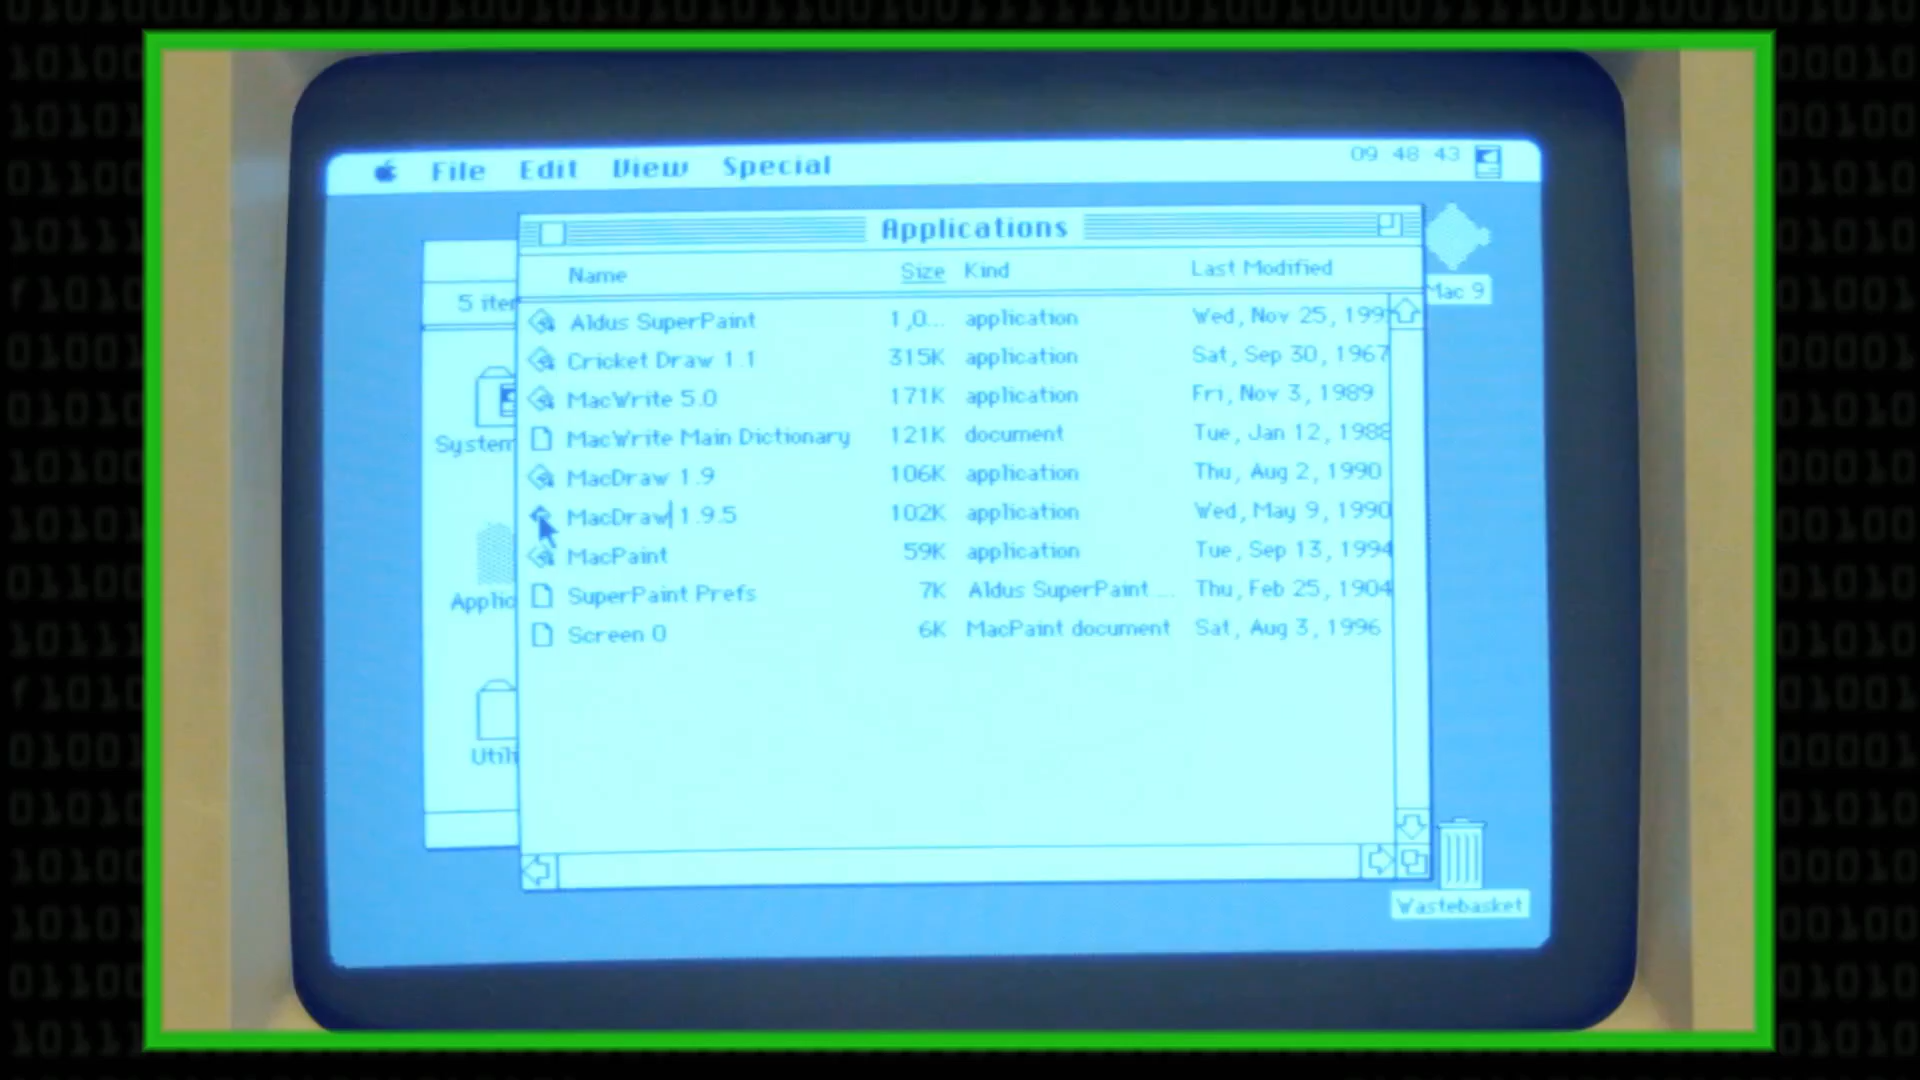 File Edit View Special 09 48 43
Applications
Name Size Kind Last Modified
Mac 9
5 iter
Aldus SuperPaint 1,0... application Wed, Nov 25, 199
Cricket Draw 1.1 315K application Sat, Sep 30, 1967
MacWrite 5.0 171K application Fri, Nov 3, 1989
MacWrite Main Dictionary 121K document Tue, Jan 12, 1988
System
MacDraw 1.9 106K application Thu, Aug 2, 1990
MacDraw 1.9.5 102K application Wed, May 9, 1990
MacPaint 59K application Tue, Sep 13, 1994
Applic
SuperPaint Prefs 7K Aldus SuperPaint ... Thu, Feb 25, 1904
Screen 0 6K MacPaint document Sat, Aug 3, 1996
Utili
Wastebasket